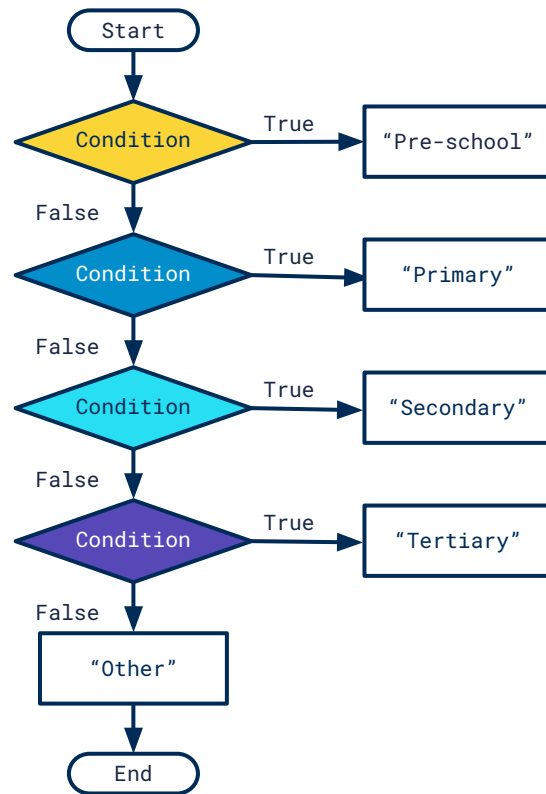 Start
Condition
True
“Pre-school”
False
Condition
True
“Primary”
False
Condition
True
“Secondary”
False
Condition
True
“Tertiary”
False
“Other”
End